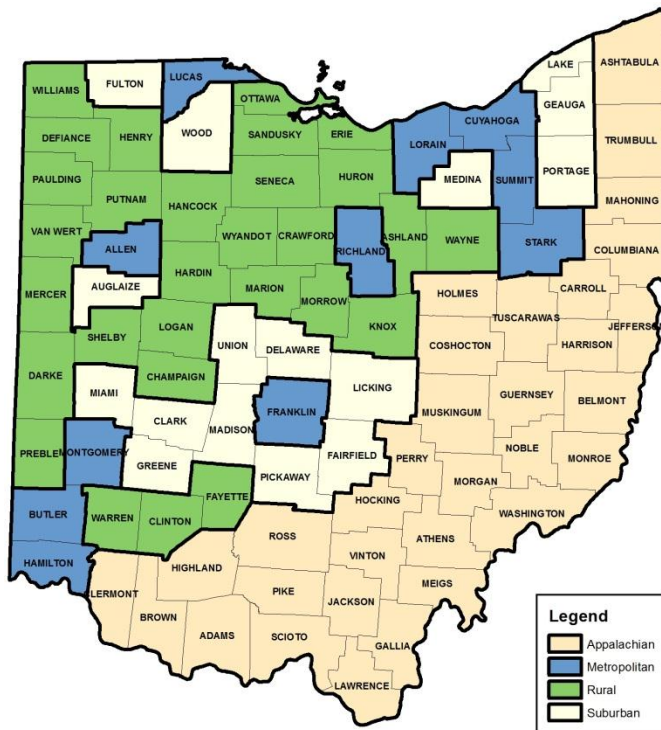 ASHTABULA
LAKE
FULTON
LUCAS
WILLIAMS
GEAUGA
OTTAWA
CUYAHOGA
WOOD
DEFIANCE
HENRY
SANDUSKY
ERIE
LORAIN
TRUMBULL
PORTAGE
SUMMIT
MEDINA
PAULDING
SENECA
HURON
PUTNAM
HANCOCK
MAHONING
VAN WERT
ALLEN
WYANDOT
CRAWFORD
RICHLAND
ASHLAND
WAYNE
STARK
COLUMBIANA
HARDIN
AUGLAIZE
MERCER
MARION
MORROW
HOLMES
CARROLL
TUSCARAWAS
JEFFERSON
SHELBY
LOGAN
KNOX
UNION
DELAWARE
COSHOCTON
HARRISON
DARKE
CHAMPAIGN
LICKING
MIAMI
GUERNSEY
BELMONT
FRANKLIN
MUSKINGUM
CLARK
MADISON
PREBLE
MONTGOMERY
FAIRFIELD
NOBLE
PERRY
MONROE
GREENE
PICKAWAY
MORGAN
FAYETTE
HOCKING
WASHINGTON
BUTLER
WARREN
CLINTON
ROSS
ATHENS
VINTON
HIGHLAND
HAMILTON
MEIGS
CLERMONT
PIKE
JACKSON
BROWN
ADAMS
SCIOTO
GALLIA
LAWRENCE
Legend
Appalachian
Metropolitan
Rural
Suburban